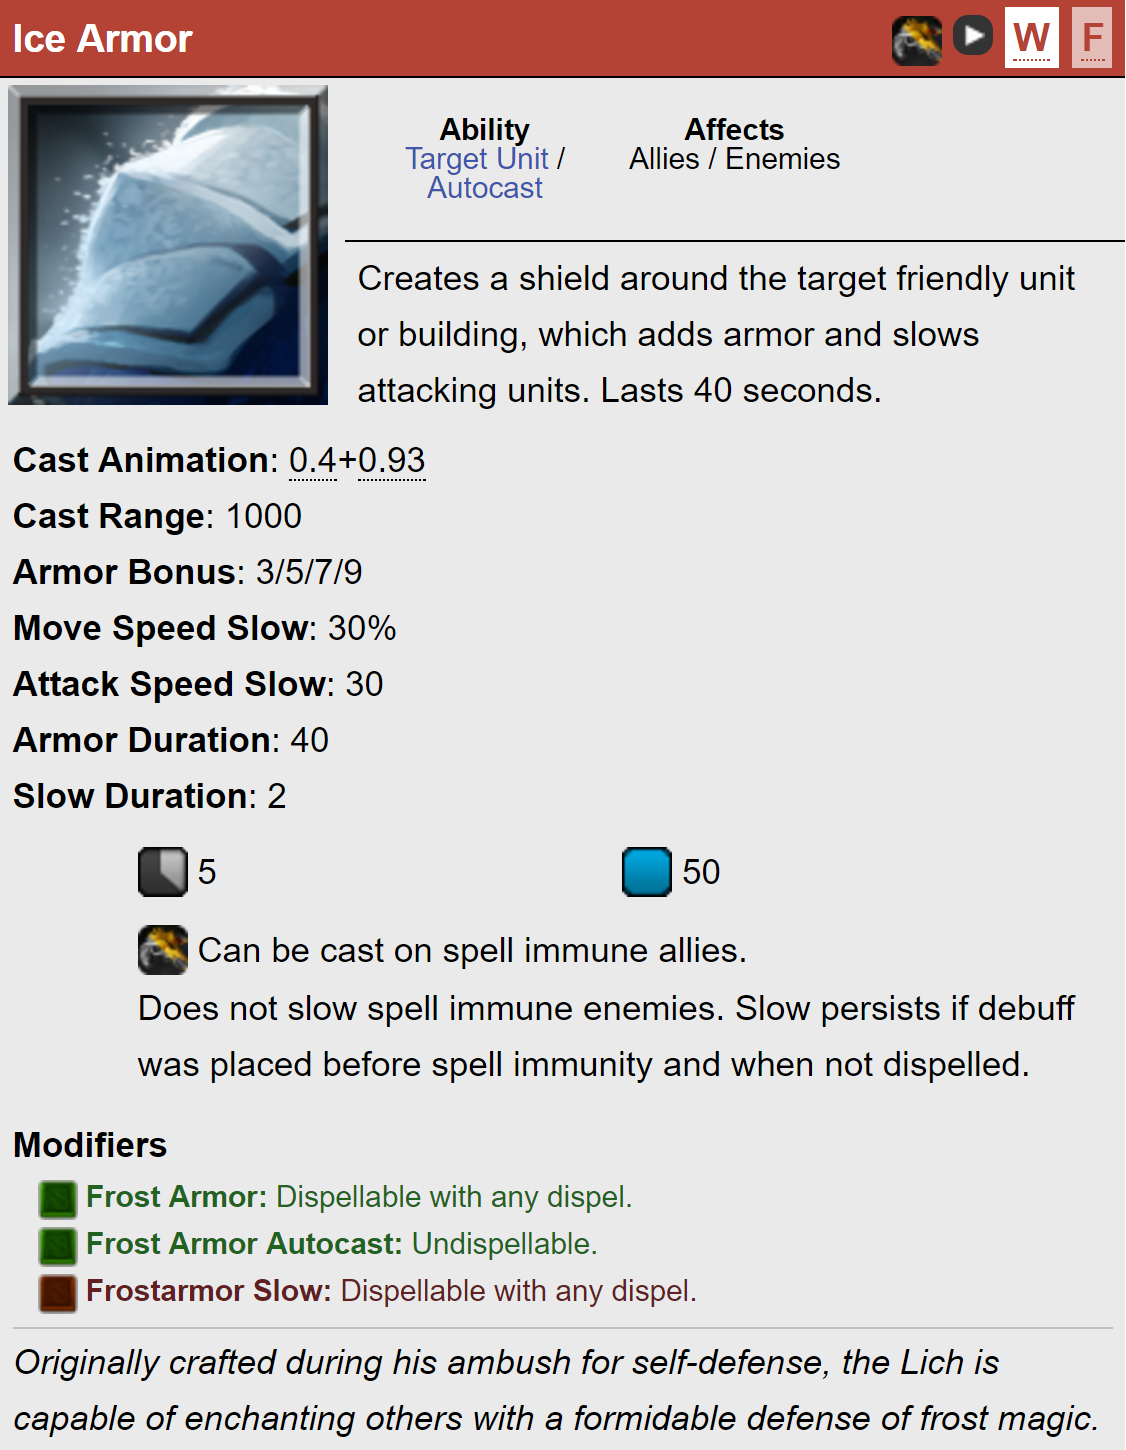 Ice Armor
W F
Ability
Target Unit /
Autocast
Affects
Allies / Enemies
Creates a shield around the target friendly unit
or building, which adds armor and slows
attacking units. Lasts 40 seconds.
Cast Animation: 0.4+0.93
Cast Range: 1000
Armor Bonus: 3/5/7/9
Move Speed Slow: 30%
Attack Speed Slow: 30
Armor Duration: 40
Slow Duration: 2
5 50
Can be cast on spell immune allies.
Does not slow spell immune enemies. Slow persists if debuff
was placed before spell immunity and when not dispelled.
Modifiers
Frost Armor: Dispellable with any dispel.
Frost Armor Autocast: Undispellable.
Frostarmor Slow: Dispellable with any dispel.
Originally crafted during his ambush for self-defense, the Lich is
capable of enchanting others with a formidable defense of frost magic.